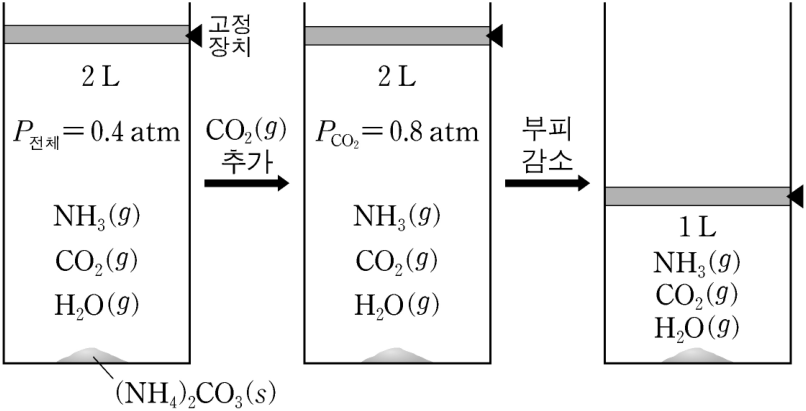 고정
장치
2 L
P전체 = 0.4 atm
NH₃(g)
CO₂(g)
H₂O(g)
(NH₄)₂CO₃(s)
CO₂(g)
추가
2 L
P_CO₂ = 0.8 atm
NH₃(g)
CO₂(g)
H₂O(g)
부피
감소
1 L
NH₃(g)
CO₂(g)
H₂O(g)